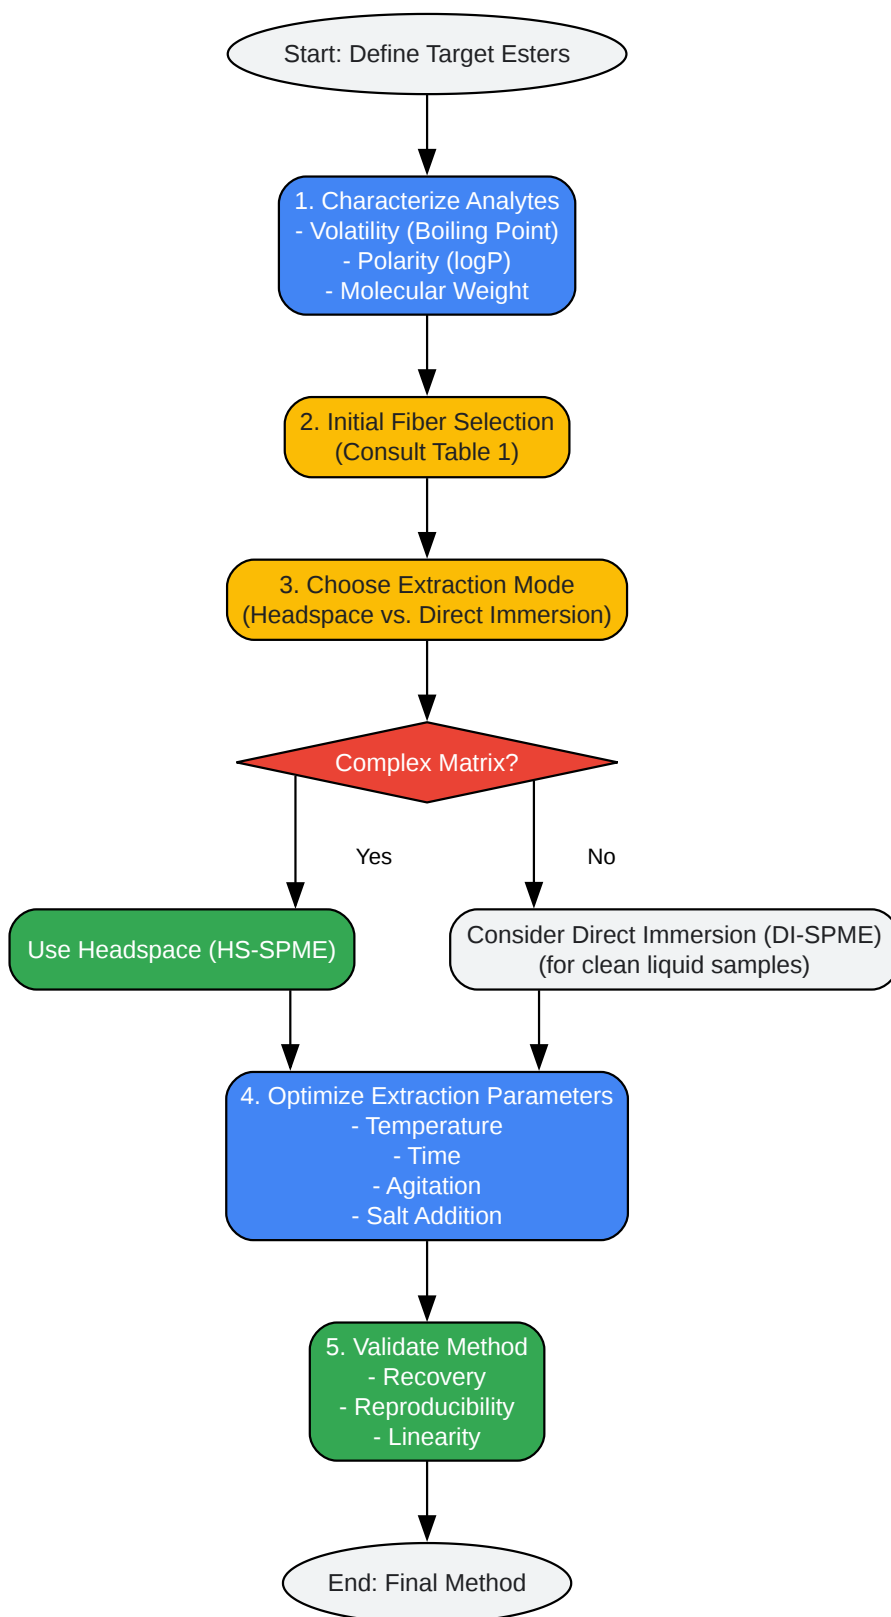 Start: Define Target Esters
1. Characterize Analytes
- Volatility (Boiling Point)
- Polarity (logP)
- Molecular Weight
2. Initial Fiber Selection
(Consult Table 1)
3. Choose Extraction Mode
(Headspace vs. Direct Immersion)
Complex Matrix?
Yes
No
Use Headspace (HS-SPME)
Consider Direct Immersion (DI-SPME)
(for clean liquid samples)
4. Optimize Extraction Parameters
- Temperature
- Time
- Agitation
- Salt Addition
5. Validate Method
- Recovery
- Reproducibility
- Linearity
End: Final Method